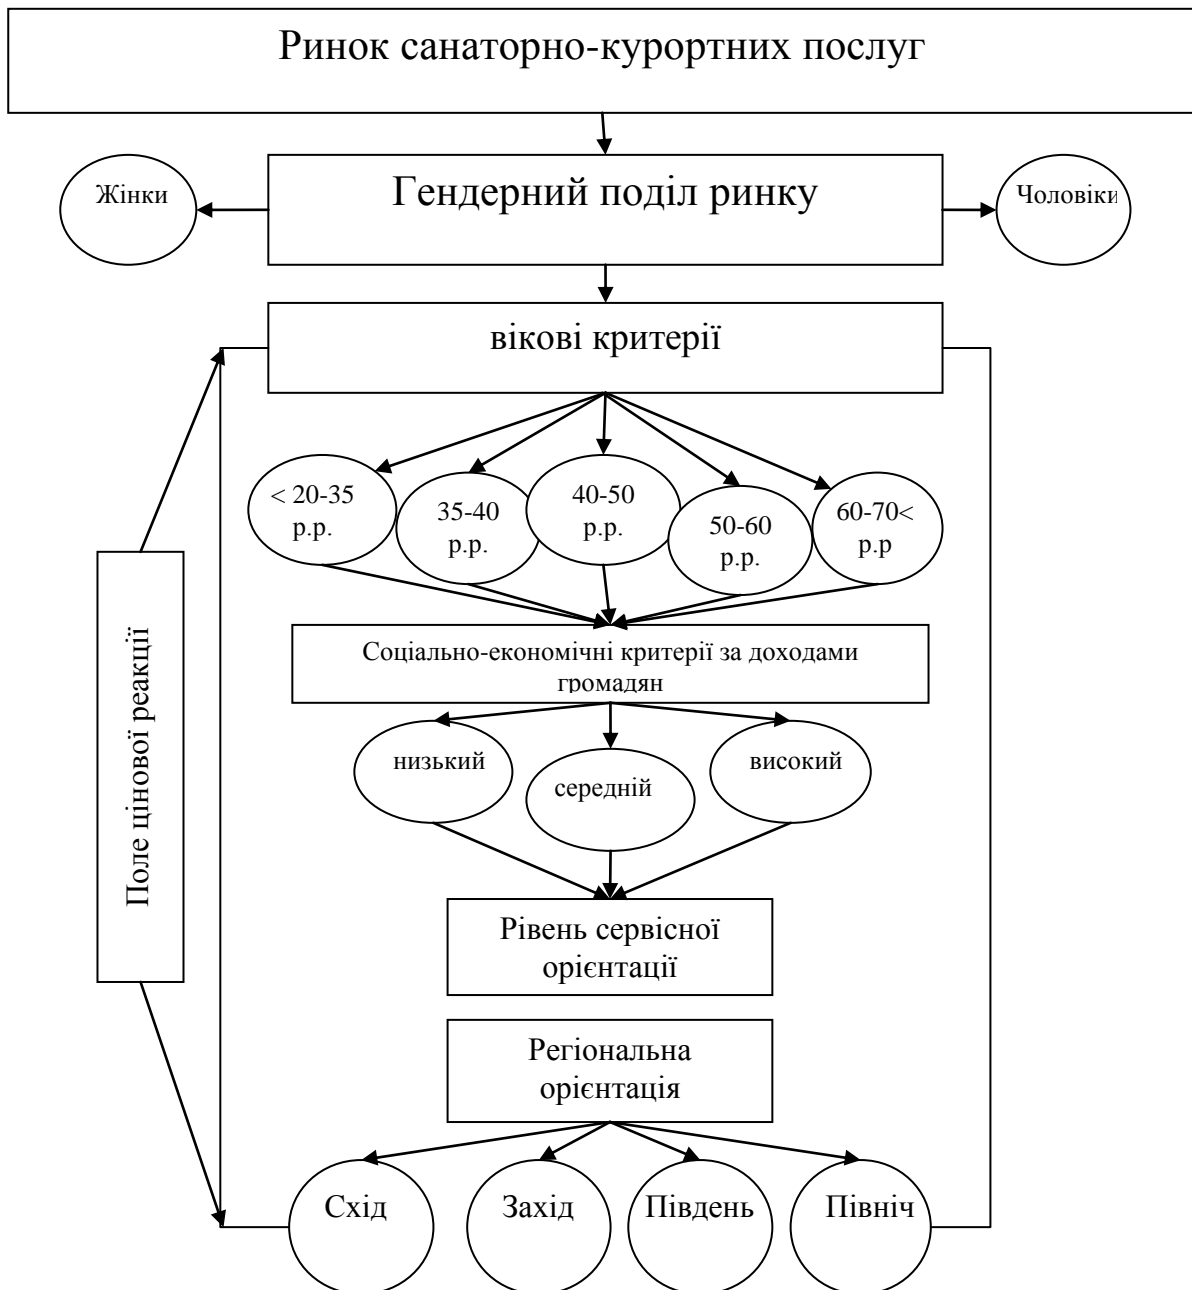 Ринок санаторно-курортних послуг
Жінки
Гендерний поділ ринку
Чоловіки
вікові критерії
< 20-35
р.р.
35-40
р.р.
40-50
р.р.
50-60
р.р.
60-70<
р.р
Поле цінової реакції
Соціально-економічні критерії за доходами
громадян
низький
середній
високий
Рівень сервісної
орієнтації
Регіональна
орієнтація
Схід
Захід
Південь
Північ